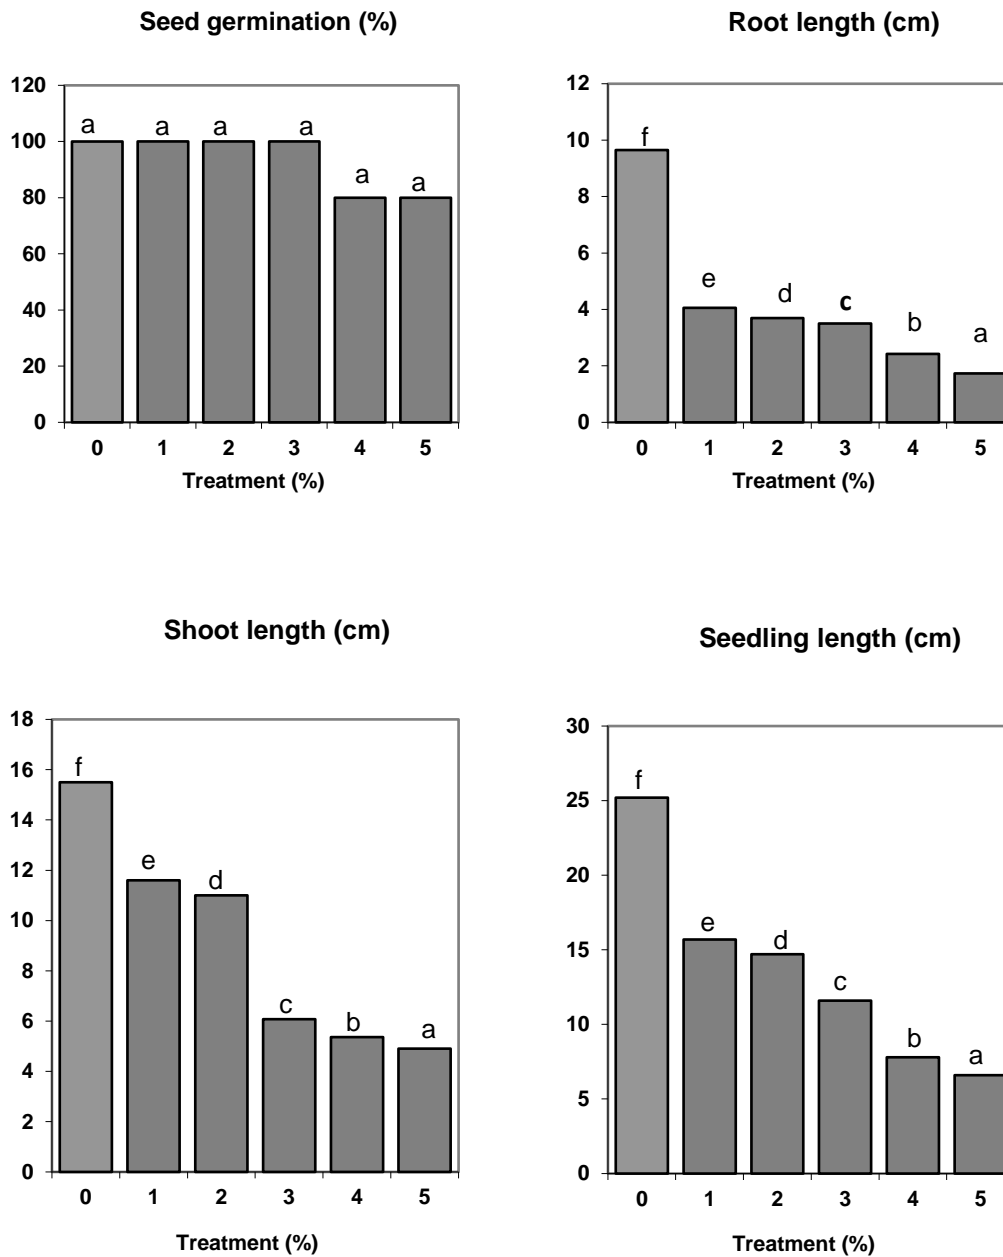 Seed germination (%)
120
100
80
60
40
20
0
a a a a a a
0 1 2 3 4 5
Treatment (%)
Root length (cm)
12
10
8
6
4
2
0
f e d c b a
0 1 2 3 4 5
Treatment (%)
Shoot length (cm)
18
16
14
12
10
8
6
4
2
0
f e d c b a
0 1 2 3 4 5
Treatment (%)
Seedling length (cm)
30
25
20
15
10
5
0
f e d c b a
0 1 2 3 4 5
Treatment (%)